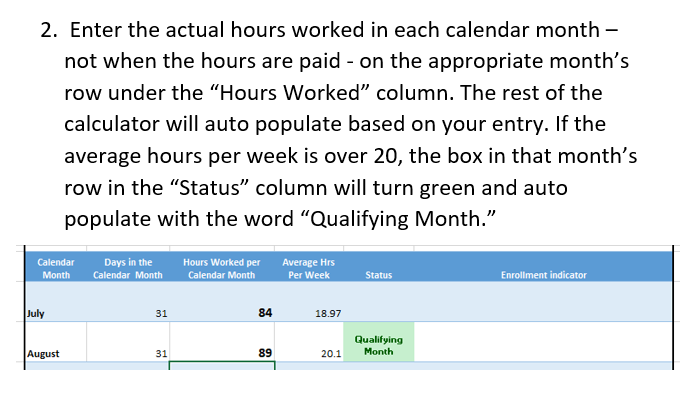 2. Enter the actual hours worked in each calendar month –
not when the hours are paid - on the appropriate month’s
row under the “Hours Worked” column. The rest of the
calculator will auto populate based on your entry. If the
average hours per week is over 20, the box in that month’s
row in the “Status” column will turn green and auto
populate with the word “Qualifying Month.”
Calendar Days in the Hours Worked per Average Hrs
Month Calendar Month Calendar Month Per Week Status Enrollment indicator
July 31 84 18.97
Qualifying
August 31 89 20.1 Month